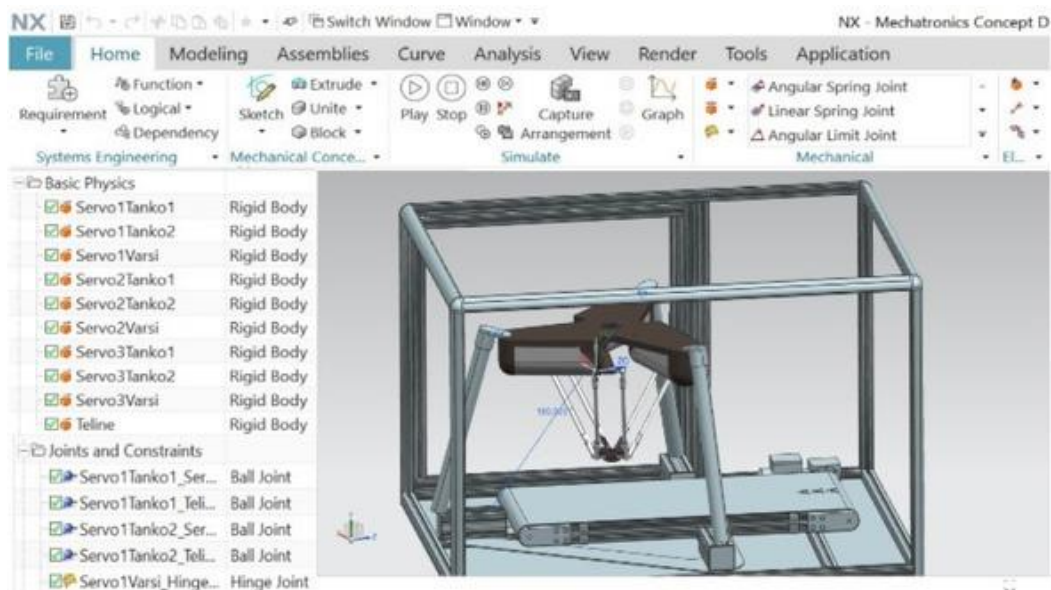 NX Switch Window Window NX - Mechatronics Concept D
File Home Modeling Assemblies Curve Analysis View Render Tools Application
Requirement
Function
Logical
Dependency
Systems Engineering
Sketch
Extrude
Unite
Block
Mechanical Conce...
Play Stop
Capture
Arrangement
Graph
Simulate
Angular Spring Joint
Linear Spring Joint
Angular Limit Joint
Mechanical
El...
Basic Physics
Servo1Tanko1 Rigid Body
Servo1Tanko2 Rigid Body
Servo1Varsi Rigid Body
Servo2Tanko1 Rigid Body
Servo2Tanko2 Rigid Body
Servo2Varsi Rigid Body
Servo3Tanko1 Rigid Body
Servo3Tanko2 Rigid Body
Servo3Varsi Rigid Body
Teline Rigid Body
Joints and Constraints
Servo1Tanko1_Ser... Ball Joint
Servo1Tanko1_Teli... Ball Joint
Servo1Tanko2_Ser... Ball Joint
Servo1Tanko2_Teli... Ball Joint
Servo1Varsi_Hinge... Hinge Joint